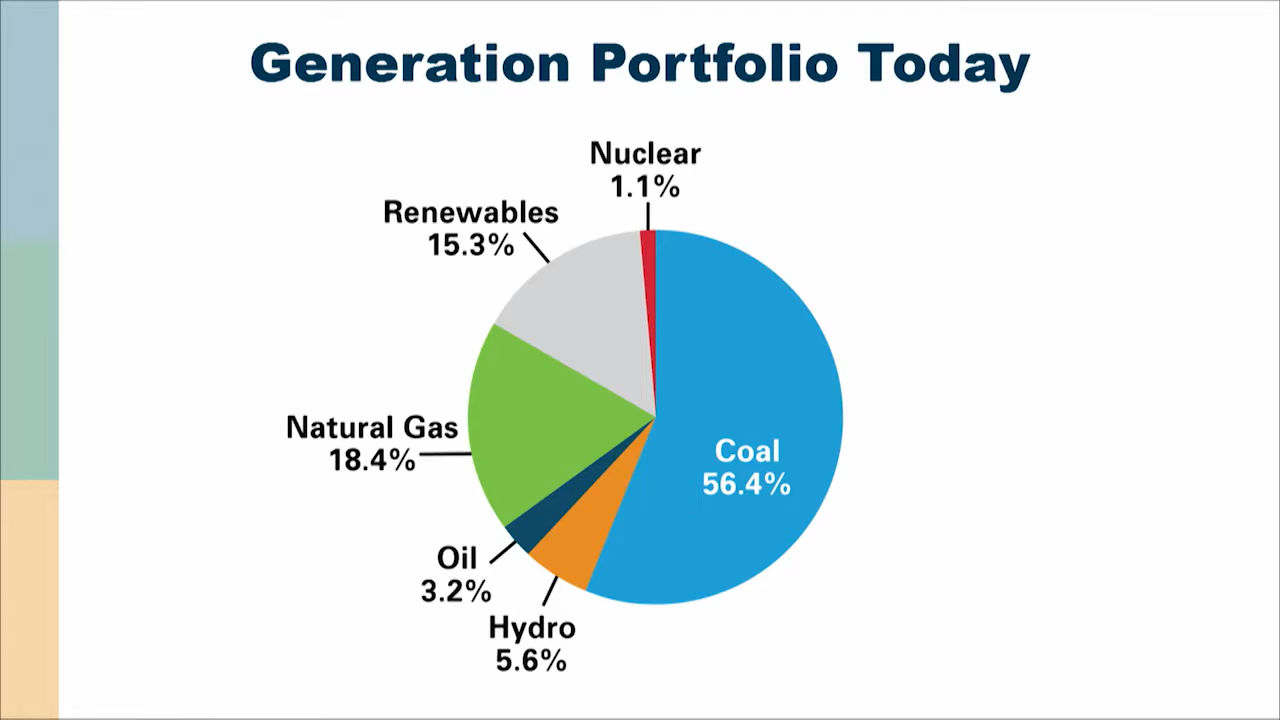 Generation Portfolio Today
Nuclear
1.1%
Renewables
15.3%
Natural Gas
18.4%
Coal
56.4%
Oil
3.2%
Hydro
5.6%